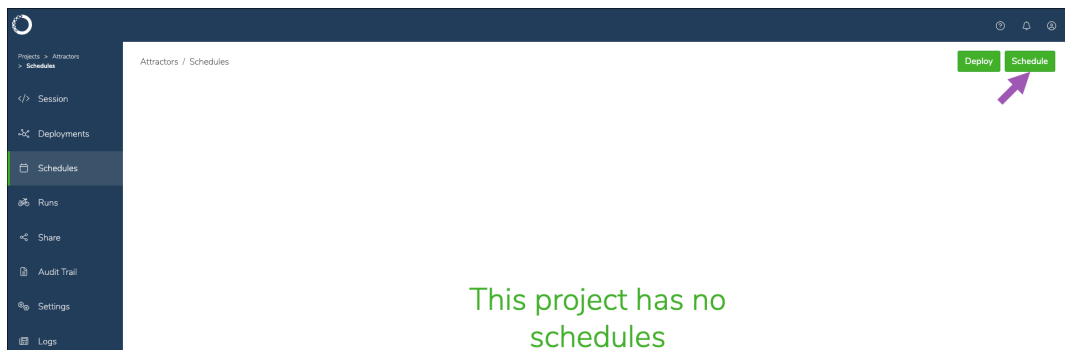 Projects > Attractors
> Schedules
Attractors / Schedules
Deploy
Schedule
</> Session
Deployments
Schedules
Runs
Share
Audit Trail
Settings
Logs
This project has no
schedules